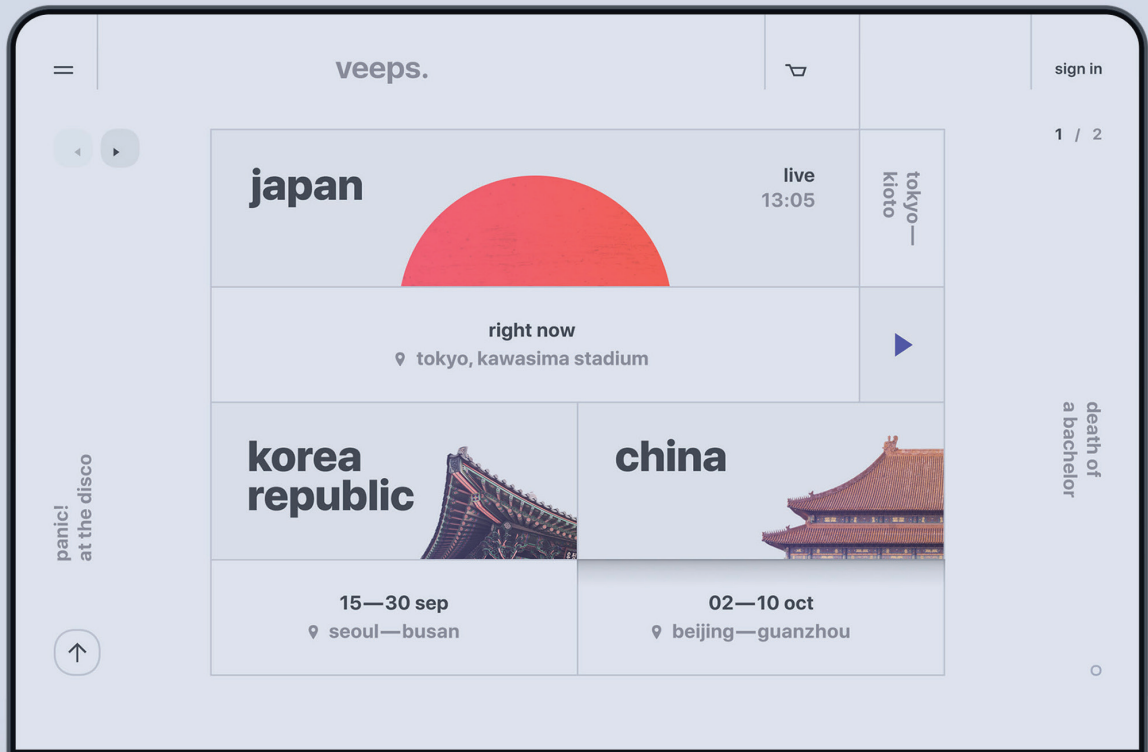 veeps.
sign in
1 / 2
japan
live
13:05
tokyo—
kioto
right now
tokyo, kawasima stadium
korea
republic
china
15—30 sep
seoul—busan
02—10 oct
beijing—guanzhou
panic!
at the disco
death of
a bachelor